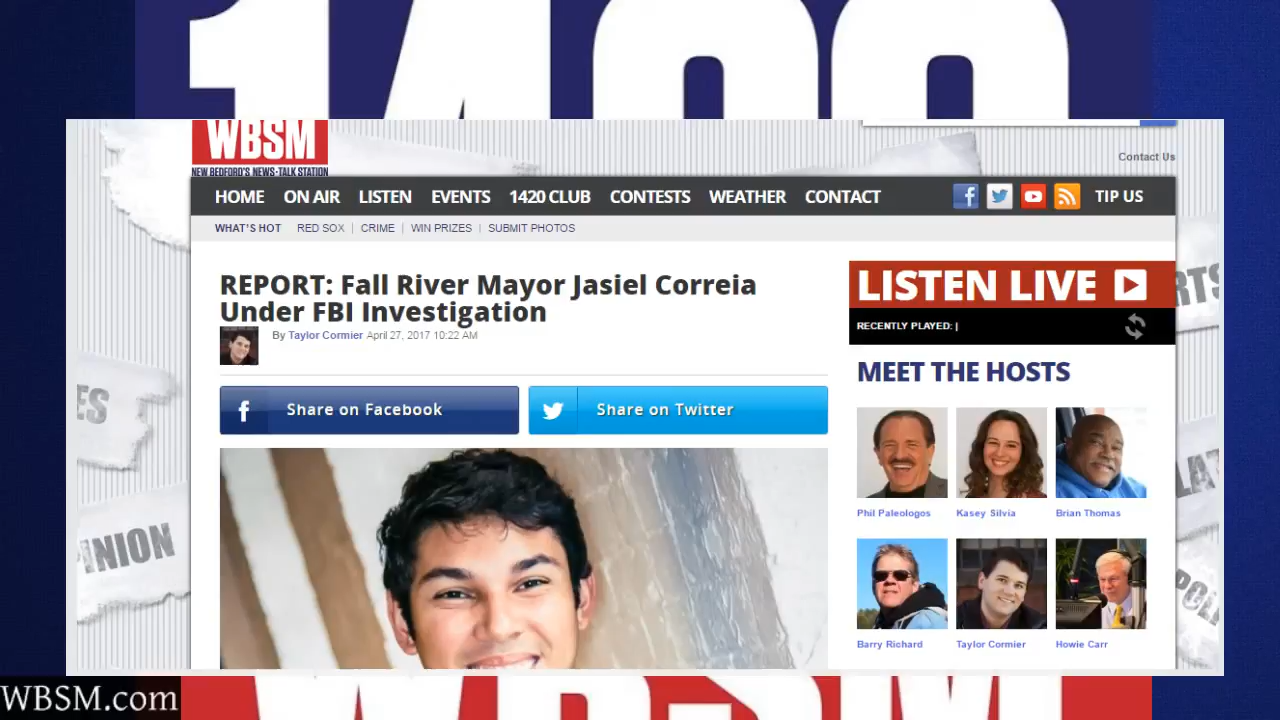 1420
WBSM
NEW BEDFORD'S NEWS-TALK STATION
Contact Us
HOME ON AIR LISTEN EVENTS 1420 CLUB CONTESTS WEATHER CONTACT TIP US
WHAT'S HOT RED SOX | CRIME | WIN PRIZES | SUBMIT PHOTOS
REPORT: Fall River Mayor Jasiel Correia
Under FBI Investigation
By Taylor Cormier April 27, 2017 10:22 AM
f Share on Facebook
Share on Twitter
LISTEN LIVE
RECENTLY PLAYED: |
MEET THE HOSTS
Phil Paleologos Kasey Silvia Brian Thomas
Barry Richard Taylor Cormier Howie Carr
INION
WBSM.com
WBSM